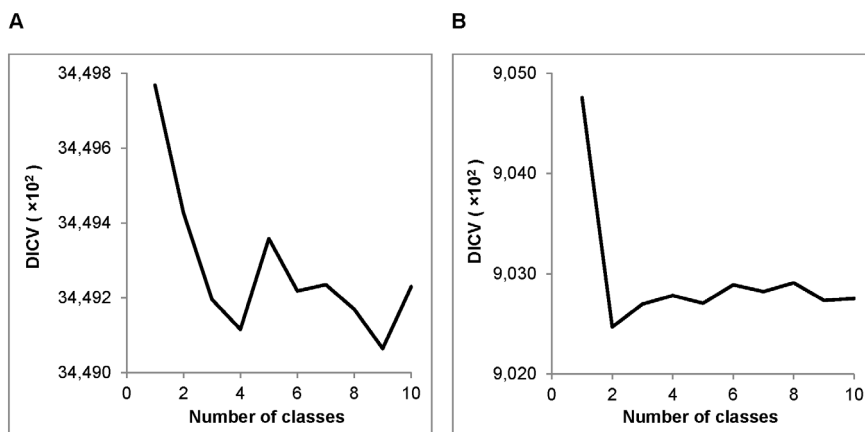 A
B
34,498
34,496
34,494
34,492
34,490
DICV ( ×10²)
0 2 4 6 8 10
Number of classes
9,050
9,040
9,030
9,020
DICV ( ×10²)
0 2 4 6 8 10
Number of classes